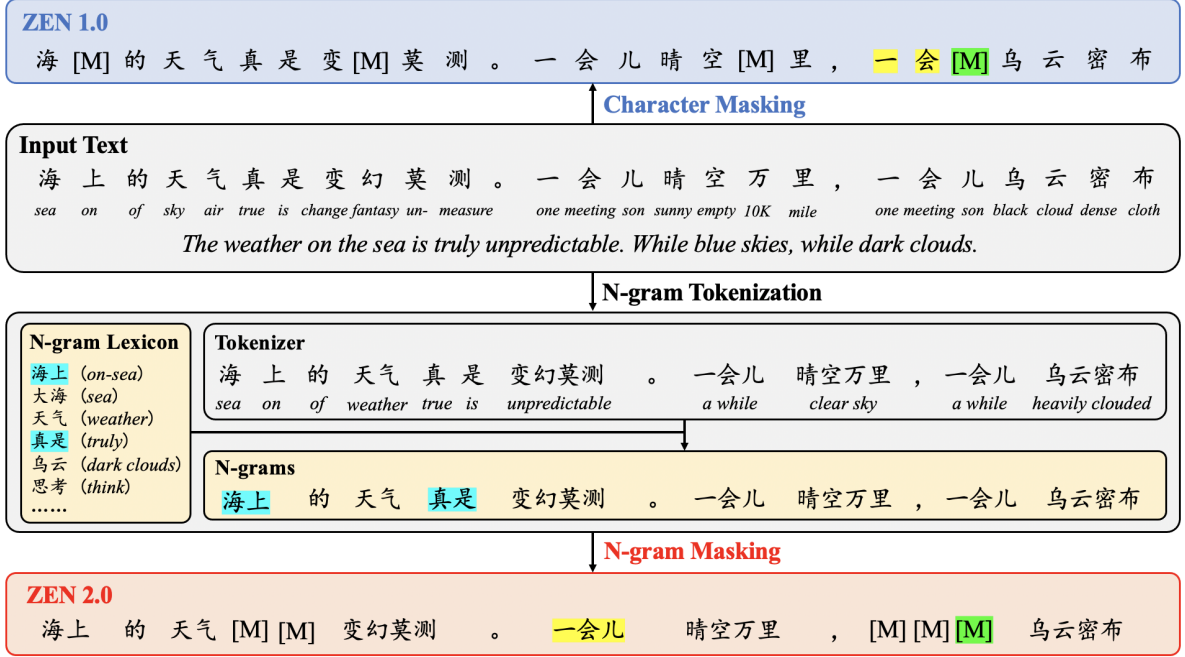 ZEN 1.0
海 [M] 的 天 气 真 是 变 [M] 莫 测 。 一 会 儿 晴 空 [M] 里 , 一 会 [M] 乌 云 密 布
Character Masking
Input Text
海 上 的 天 气 真 是 变 幻 莫 测 。 一 会 儿 晴 空 万 里 , 一 会 儿 乌 云 密 布
sea on of sky air true is change fantasy un- measure one meeting son sunny empty 10K mile one meeting son black cloud dense cloth
The weather on the sea is truly unpredictable. While blue skies, while dark clouds.
N-gram Tokenization
N-gram Lexicon
海上 (on-sea)
大海 (sea)
天气 (weather)
真是 (truly)
乌云 (dark clouds)
思考 (think)
……
Tokenizer
海 上 的 天气 真 是 变幻莫测 。 一会儿 晴空万里 , 一会儿 乌云密布
sea on of weather true is unpredictable a while clear sky a while heavily clouded
N-grams
海上 的 天气 真是 变幻莫测 。 一会儿 晴空万里 , 一会儿 乌云密布
N-gram Masking
ZEN 2.0
海上 的 天气 [M] [M] 变幻莫测 。 一会儿 晴空万里 , [M] [M] [M] 乌云密布